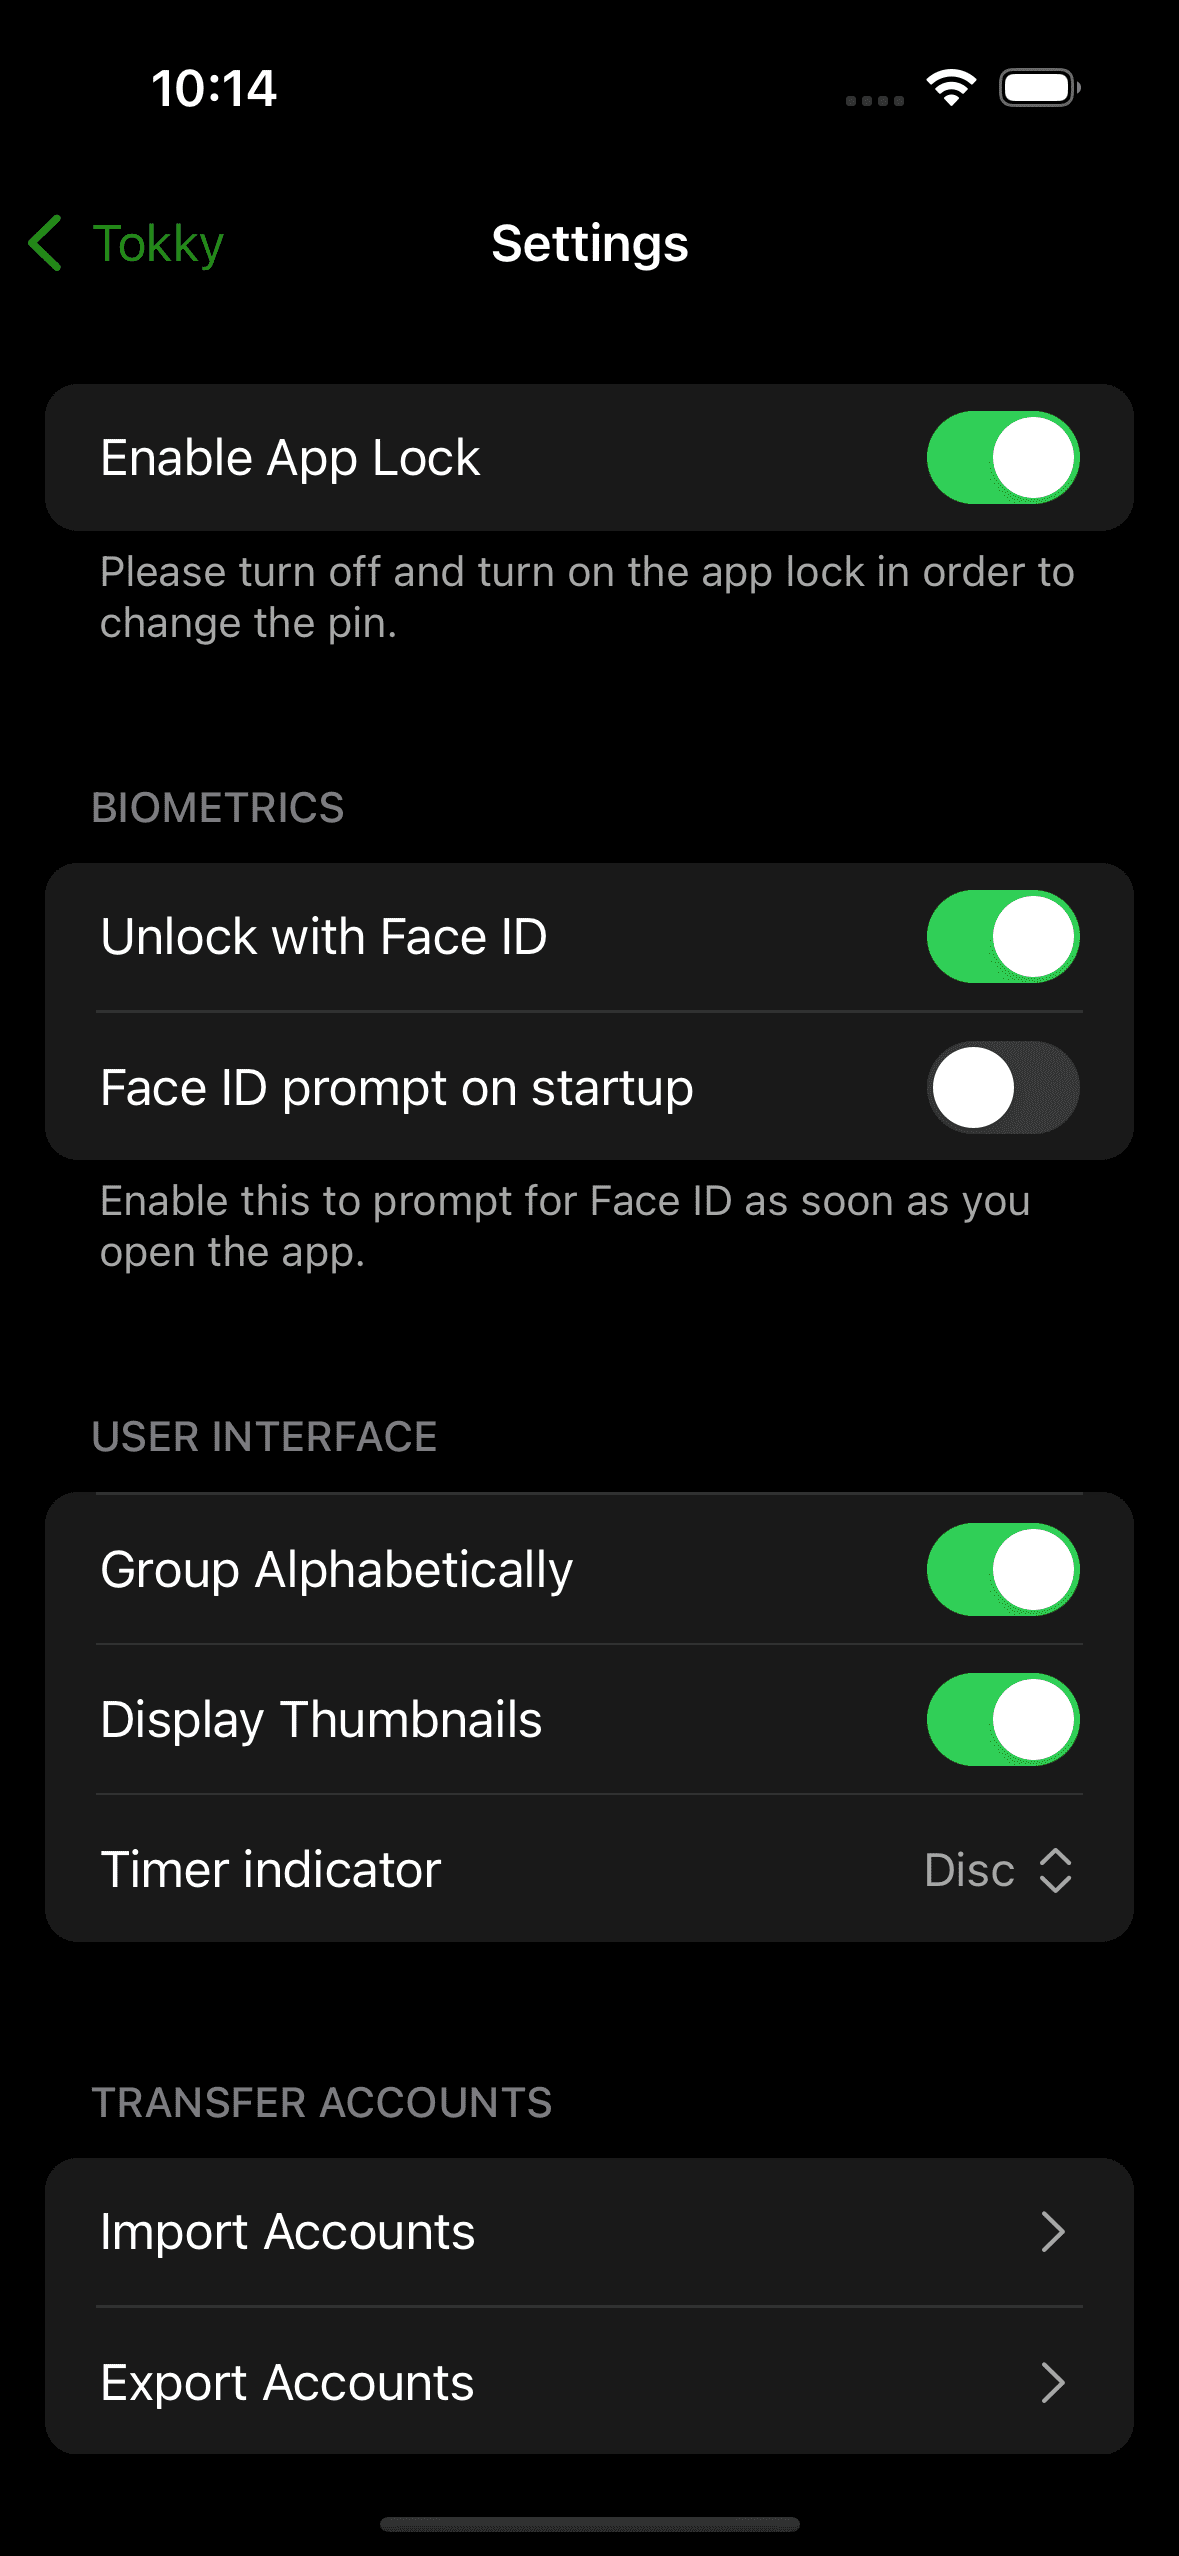 10:14
Tokky
Settings
Enable App Lock
Please turn off and turn on the app lock in order to
change the pin.
BIOMETRICS
Unlock with Face ID
Face ID prompt on startup
Enable this to prompt for Face ID as soon as you
open the app.
USER INTERFACE
Group Alphabetically
Display Thumbnails
Timer indicator
Disc
TRANSFER ACCOUNTS
Import Accounts
Export Accounts